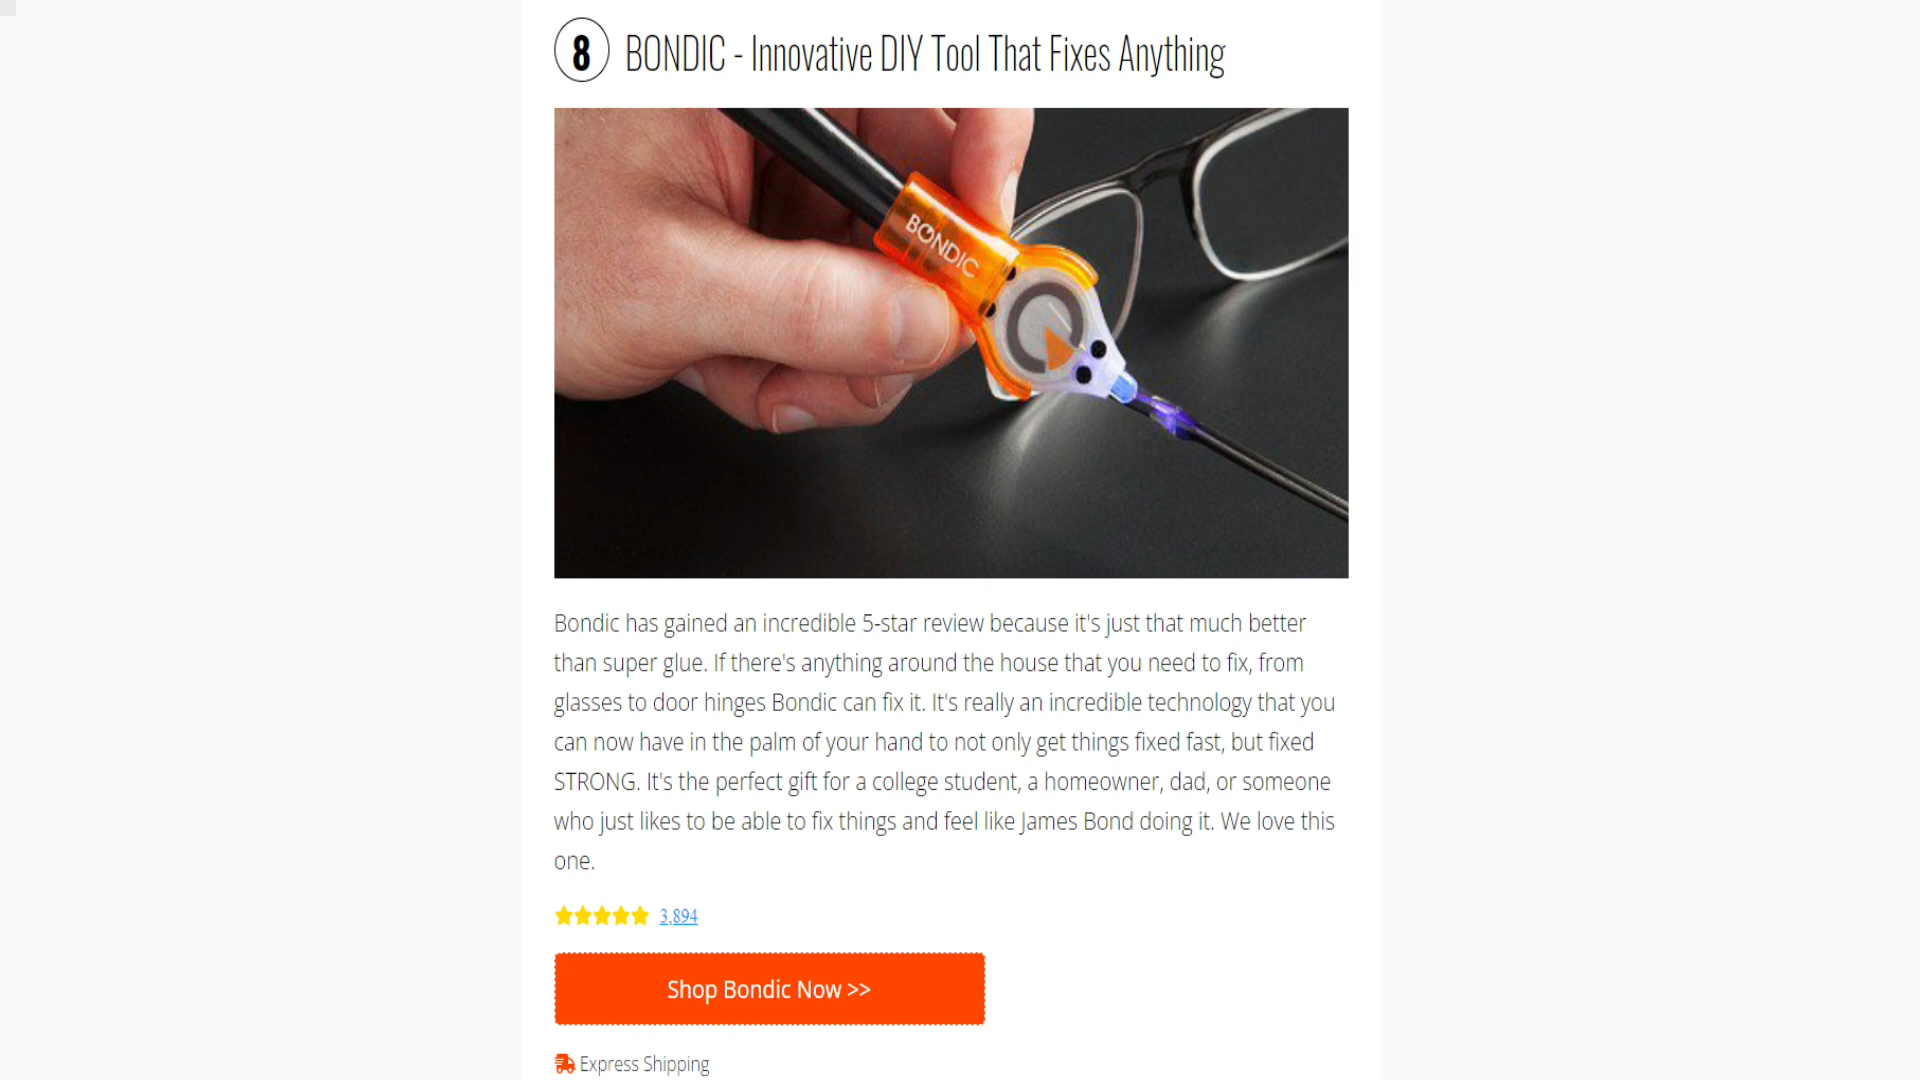 8 BONDIC - Innovative DIY Tool That Fixes Anything
BONDIC
Bondic has gained an incredible 5-star review because it's just that much better
than super glue. If there's anything around the house that you need to fix, from
glasses to door hinges Bondic can fix it. It's really an incredible technology that you
can now have in the palm of your hand to not only get things fixed fast, but fixed
STRONG. It's the perfect gift for a college student, a homeowner, dad, or someone
who just likes to be able to fix things and feel like James Bond doing it. We love this
one.
3,894
Shop Bondic Now >>
Express Shipping